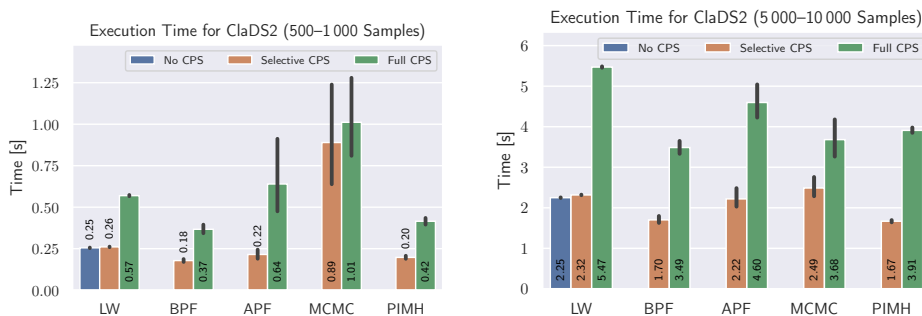 Execution Time for ClaDS2 (500–1 000 Samples)
No CPS Selective CPS Full CPS
Time [s]
1.25
1.00
0.75
0.50
0.25
0.00
0.25 0.26 0.57 0.18 0.37 0.22 0.64 0.89 1.01 0.20 0.42
LW BPF APF MCMC PIMH
Execution Time for ClaDS2 (5 000–10 000 Samples)
No CPS Selective CPS Full CPS
Time [s]
6
5
4
3
2
1
0
2.25 2.32 5.47 1.70 3.49 2.22 4.60 2.49 3.68 1.67 3.91
LW BPF APF MCMC PIMH